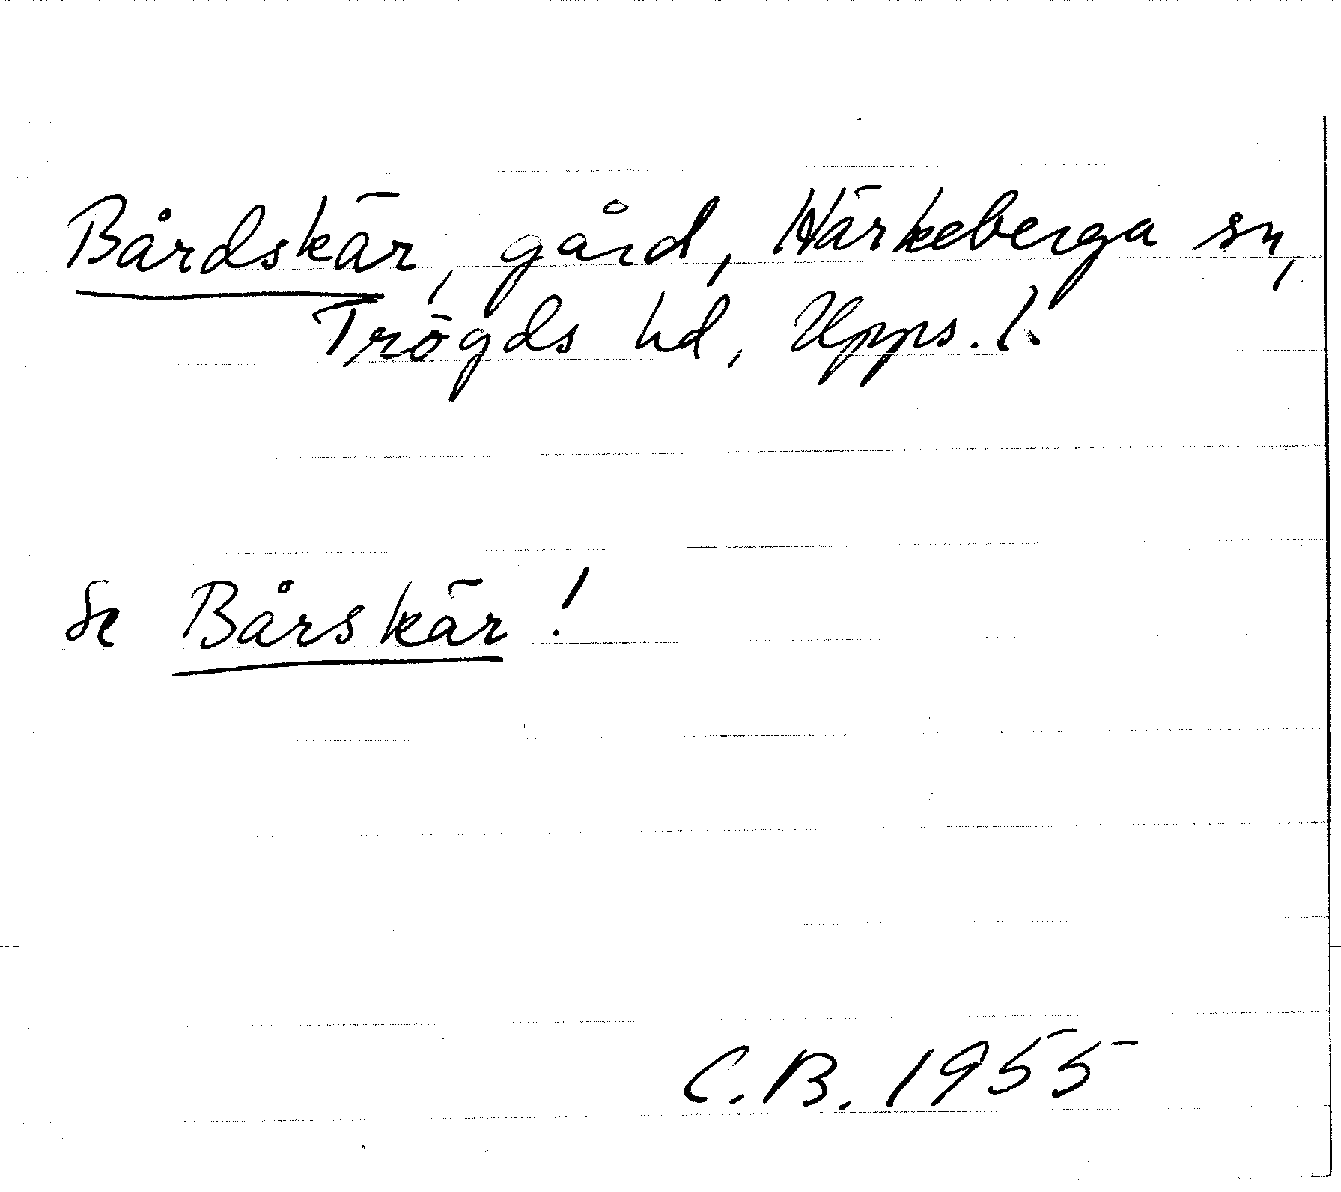 Bårdskär, gård, Härkeberga sn,
Trögds hd, Upps. l.
Se Bårskär!
C.B. 1955